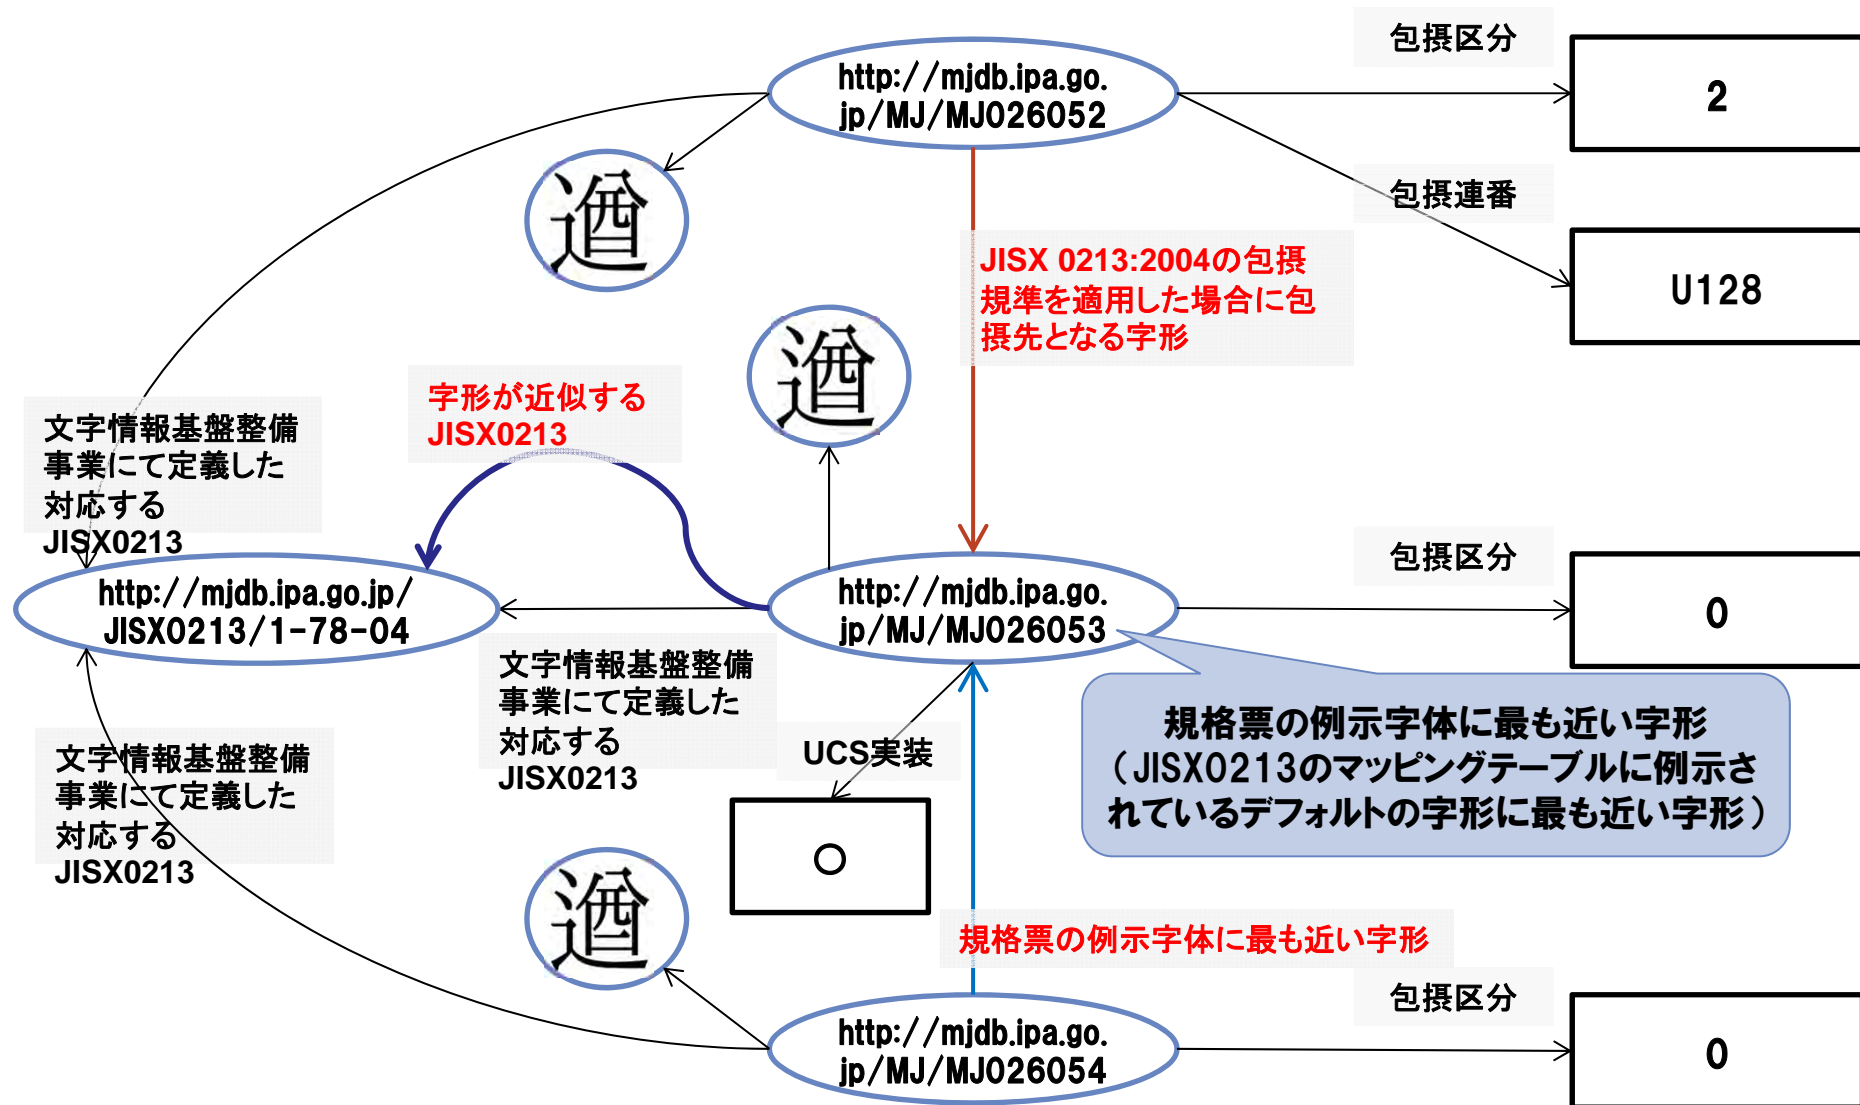 包摂区分
http://mjdb.ipa.go.
jp/MJ/MJ026052
2
遒
包摂連番
U128
JISX 0213:2004の包摂
規準を適用した場合に包
摂先となる字形
遒
字形が近似する
JISX0213
文字情報基盤整備
事業にて定義した
対応する
JISX0213
包摂区分
http://mjdb.ipa.go.jp/
JISX0213/1-78-04
http://mjdb.ipa.go.
jp/MJ/MJ026053
0
文字情報基盤整備
事業にて定義した
対応する
JISX0213
規格票の例示字体に最も近い字形
（JISX0213のマッピングテーブルに例示さ
れているデフォルトの字形に最も近い字形）
文字情報基盤整備
事業にて定義した
対応する
JISX0213
UCS実装
○
遒
規格票の例示字体に最も近い字形
包摂区分
http://mjdb.ipa.go.
jp/MJ/MJ026054
0